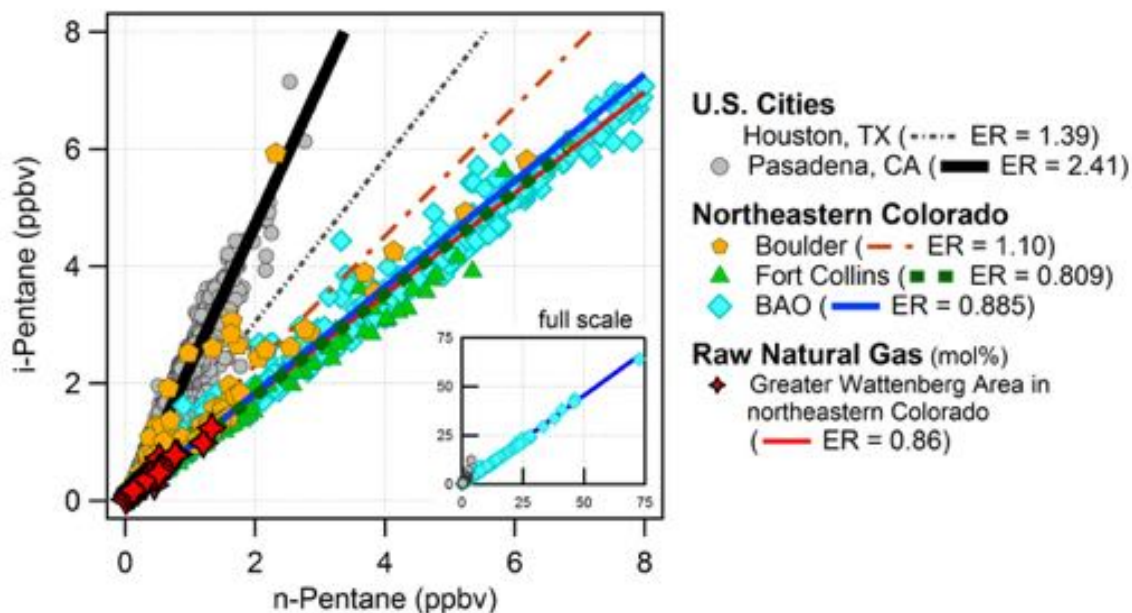 8
6
4
2
0
i-Pentane (ppbv)
0 2 4 6 8
n-Pentane (ppbv)
full scale
75
50
25
0
0 25 50 75
U.S. Cities
Houston, TX ( ER = 1.39)
Pasadena, CA ( ER = 2.41)
Northeastern Colorado
Boulder ( ER = 1.10)
Fort Collins ( ER = 0.809)
BAO ( ER = 0.885)
Raw Natural Gas (mol%)
Greater Wattenberg Area in
northeastern Colorado
( ER = 0.86)